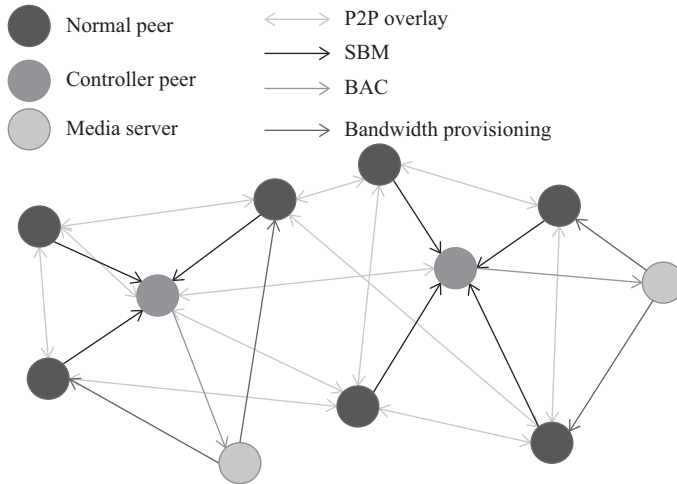 Normal peer
Controller peer
Media server
P2P overlay
SBM
BAC
Bandwidth provisioning